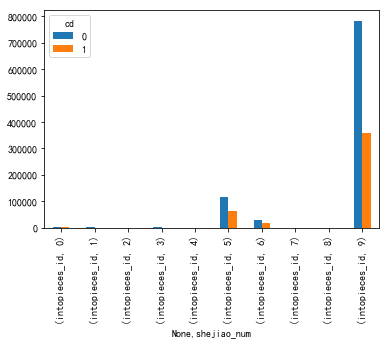 cd
0
1
800000
700000
600000
500000
400000
300000
200000
100000
0
(intopieces_id, 0)
(intopieces_id, 1)
(intopieces_id, 2)
(intopieces_id, 3)
(intopieces_id, 4)
(intopieces_id, 5)
(intopieces_id, 6)
(intopieces_id, 7)
(intopieces_id, 8)
(intopieces_id, 9)
None,shejiao_num